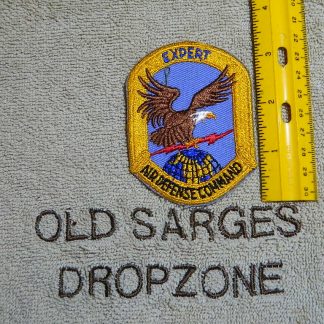 EXPERT
AIR DEFENSE COMMAND
OLD SARGES
DROPZONE